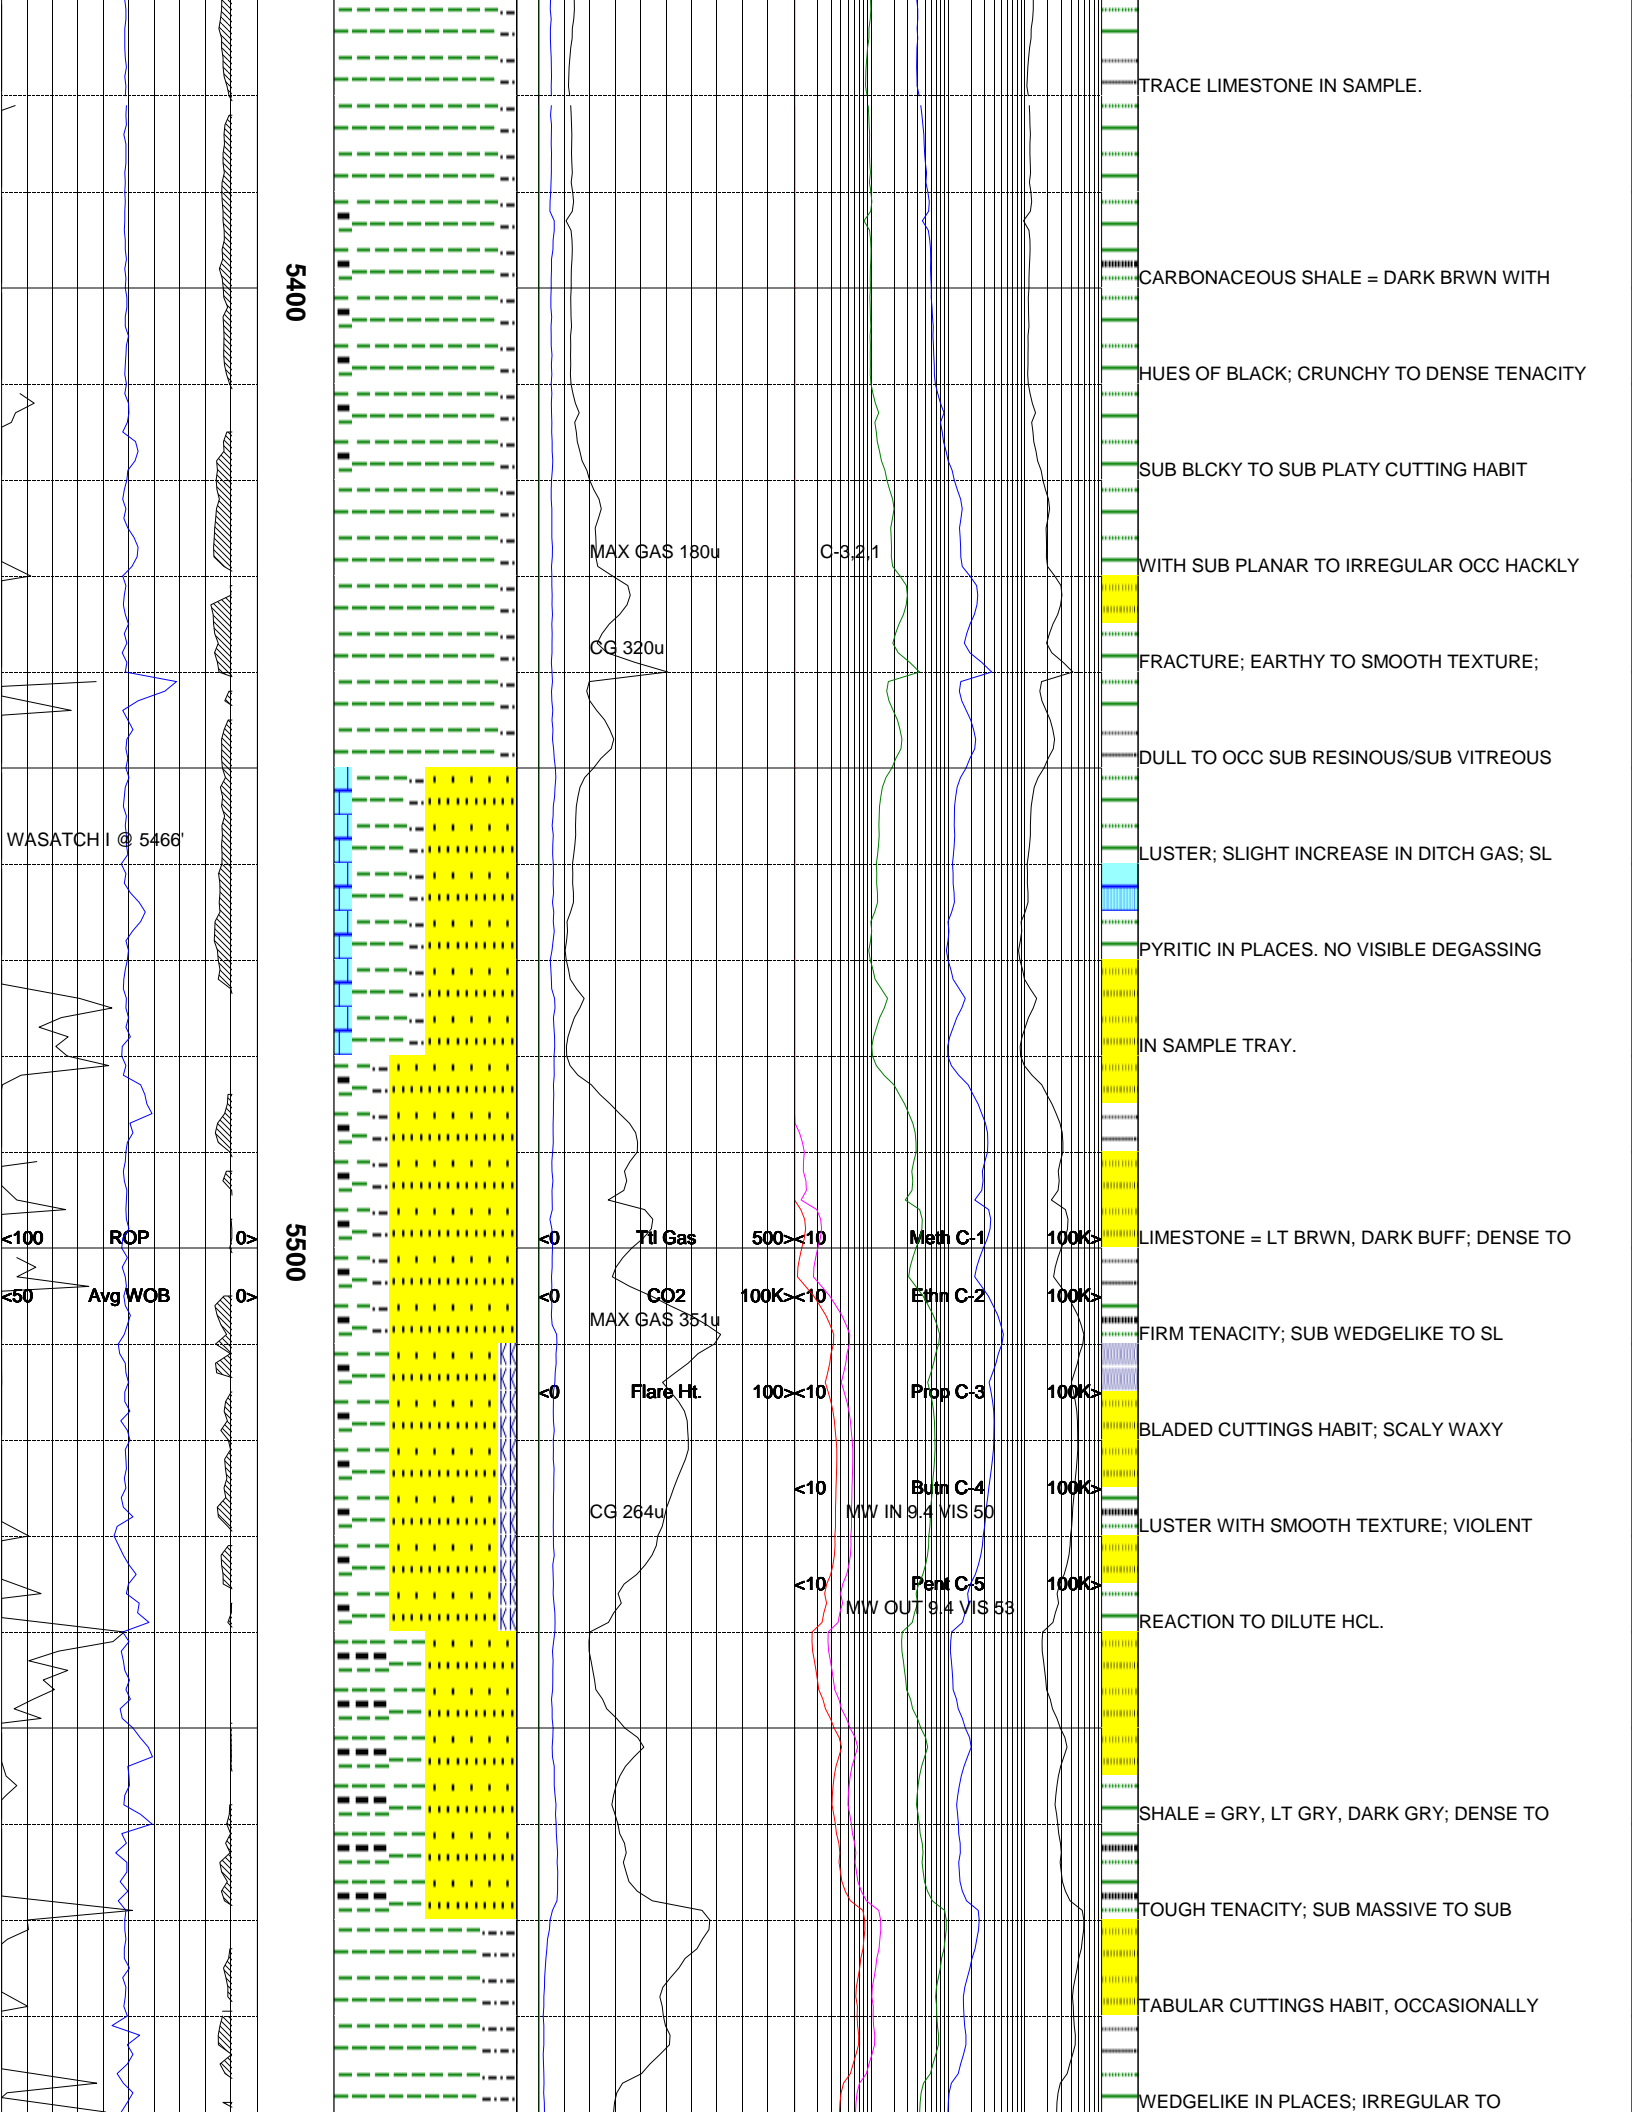 TRACE LIMESTONE IN SAMPLE.
5400
CARBONACEOUS SHALE = DARK BRWN WITH
HUES OF BLACK; CRUNCHY TO DENSE TENACITY
SUB BLCKY TO SUB PLATY CUTTING HABIT
MAX GAS 180u C-3,2,1
WITH SUB PLANAR TO IRREGULAR OCC HACKLY
CG 320u
FRACTURE; EARTHY TO SMOOTH TEXTURE;
DULL TO OCC SUB RESINOUS/SUB VITREOUS
WASATCH I @ 5466'
LUSTER; SLIGHT INCREASE IN DITCH GAS; SL
PYRITIC IN PLACES. NO VISIBLE DEGASSING
IN SAMPLE TRAY.
5500
<100 ROP 0> <0 Ttl Gas 500> <10 Meth C-1 100K>
LIMESTONE = LT BRWN, DARK BUFF; DENSE TO
<50 Avg WOB 0> <0 CO2 100K> <10 Ethn C-2 100K>
MAX GAS 351u
FIRM TENACITY; SUB WEDGELIKE TO SL
<0 Flare Ht. 100> <10 Prop C-3 100K>
BLADED CUTTINGS HABIT; SCALY WAXY
<10 Butn C-4 100K>
CG 264u MW IN 9.4 VIS 50
LUSTER WITH SMOOTH TEXTURE; VIOLENT
<10 Pent C-5 100K>
MW OUT 9.4 VIS 53
REACTION TO DILUTE HCL.
SHALE = GRY, LT GRY, DARK GRY; DENSE TO
TOUGH TENACITY; SUB MASSIVE TO SUB
TABULAR CUTTINGS HABIT, OCCASIONALLY
WEDGELIKE IN PLACES; IRREGULAR TO